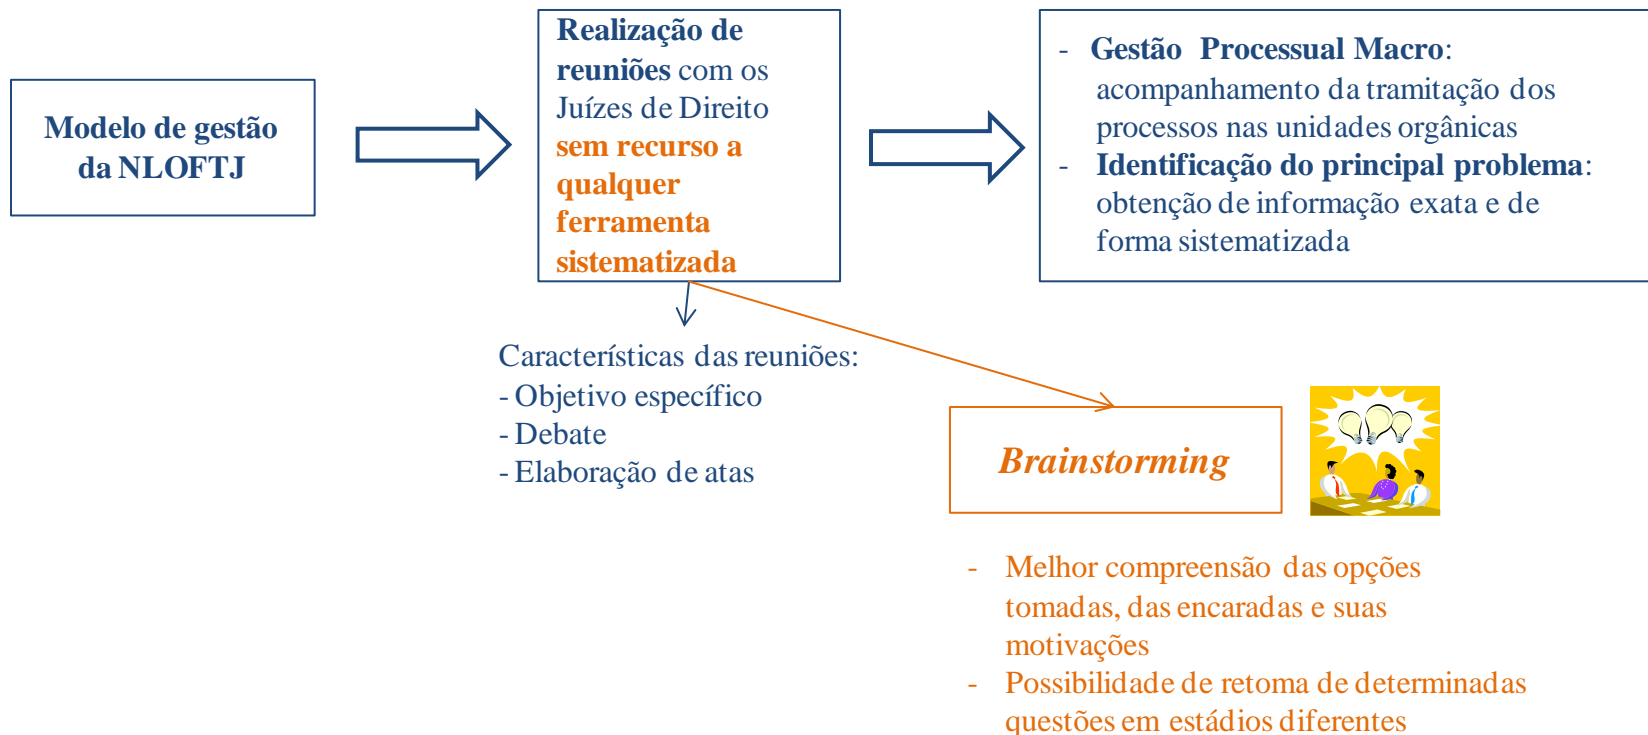 Modelo de gestão
da NLOFTJ
Realização de
reuniões com os
Juízes de Direito
sem recurso a
qualquer
ferramenta
sistematizada
- Gestão Processual Macro:
acompanhamento da tramitação dos
processos nas unidades orgânicas
- Identificação do principal problema:
obtenção de informação exata e de
forma sistematizada
Características das reuniões:
- Objetivo específico
- Debate
- Elaboração de atas
Brainstorming
- Melhor compreensão das opções
tomadas, das encaradas e suas
motivações
- Possibilidade de retoma de determinadas
questões em estádios diferentes